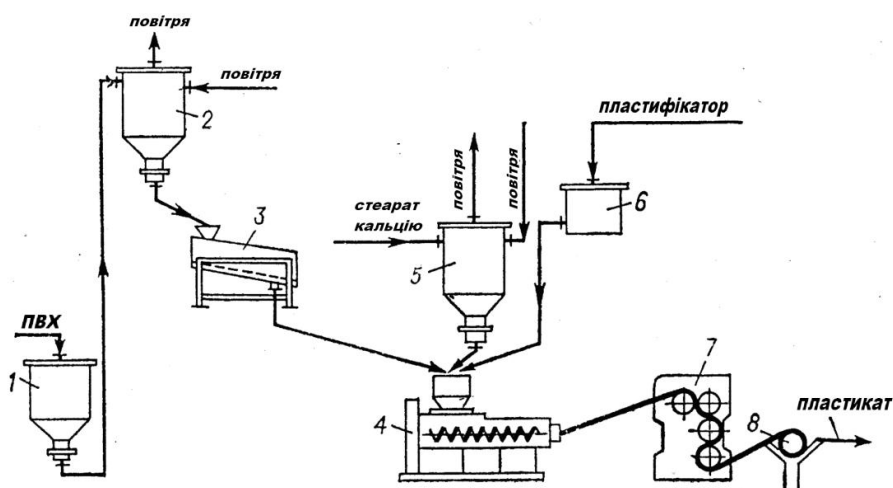 повітря
повітря
2
пластифікатор
3
стеарат
кальцію
повітря
повітря
6
5
ПВХ
1
4
7
пластикат
8